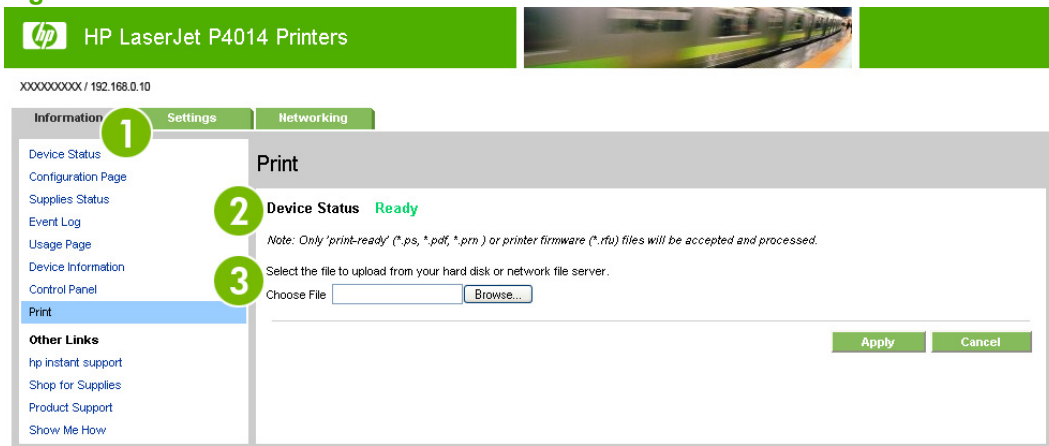 hp HP LaserJet P4014 Printers
XXXXXXXXX / 192.168.0.10
Information Settings Networking
1
Device Status
Configuration Page
Supplies Status
Event Log
Usage Page
Device Information
Control Panel
Print
Other Links
hp instant support
Shop for Supplies
Product Support
Show Me How
Print
2
Device Status Ready
Note: Only 'print-ready' (*.ps, *.pdf, *.prn ) or printer firmware (*.rfu) files will be accepted and processed.
3
Select the file to upload from your hard disk or network file server.
Choose File Browse...
Apply Cancel